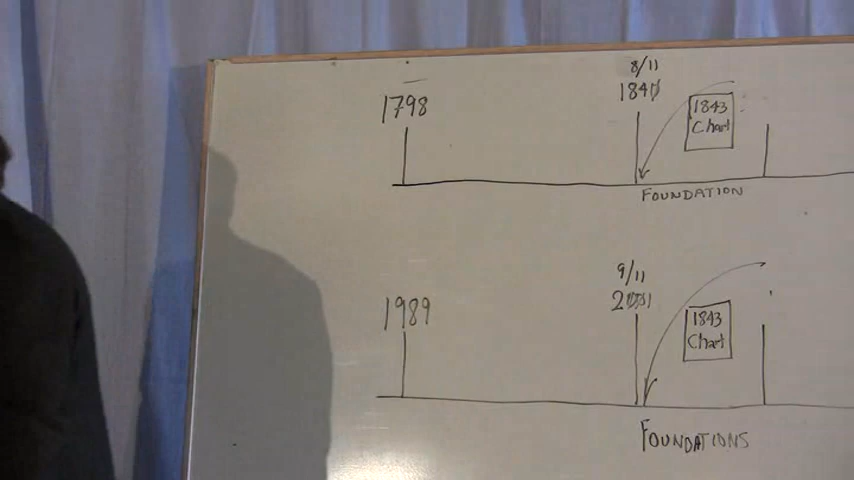 8/11
1798
1840
1843
Chart
FOUNDATION
9/11
1989
2001
1843
Chart
FOUNDATIONS